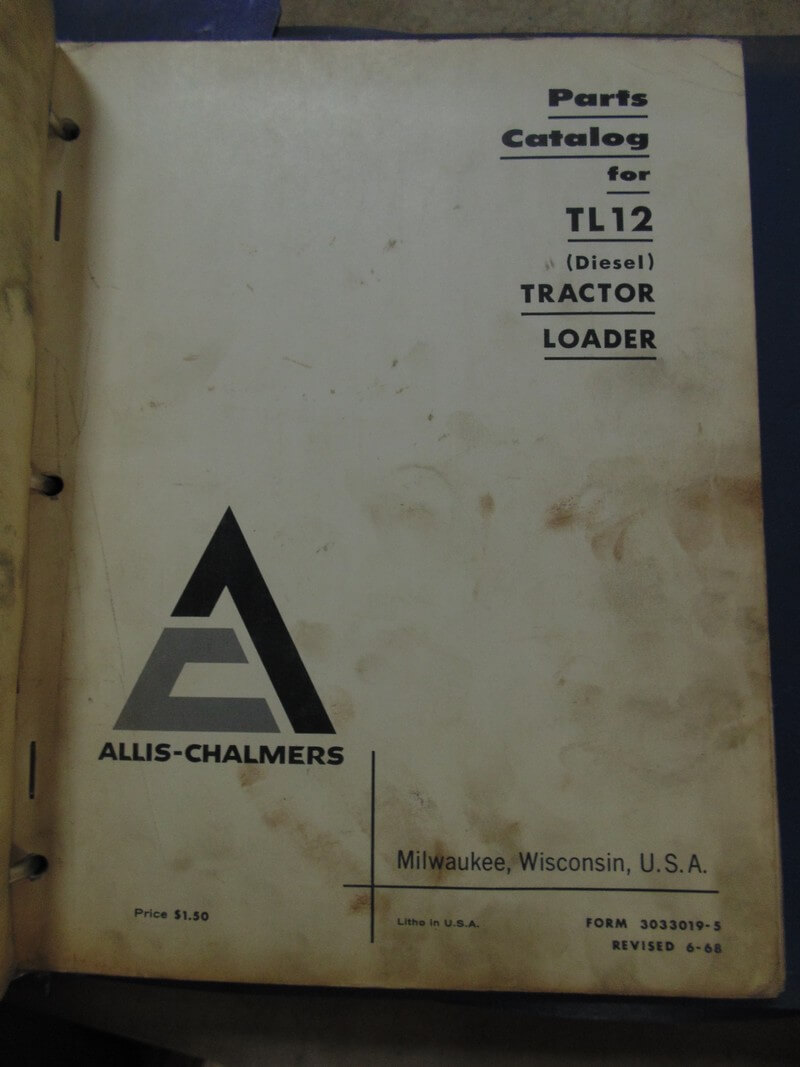 Parts
Catalog
for
TL12
(Diesel)
TRACTOR
LOADER
ALLIS-CHALMERS
Milwaukee, Wisconsin, U.S.A.
Price $1.50
Litho in U.S.A.
FORM 3033019-5
REVISED 6-68